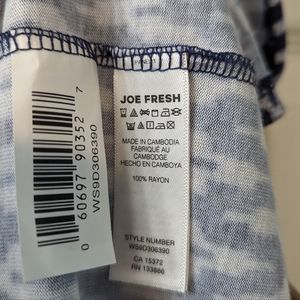 JOE FRESH
MADE IN CAMBODIA
FABRIQUÉ AU
CAMBODGE
HECHO EN CAMBOYA
100% RAYON
STYLE NUMBER
WS9D306390
CA 15372
RN 133886
0 60697 90352 7
WS9D306390